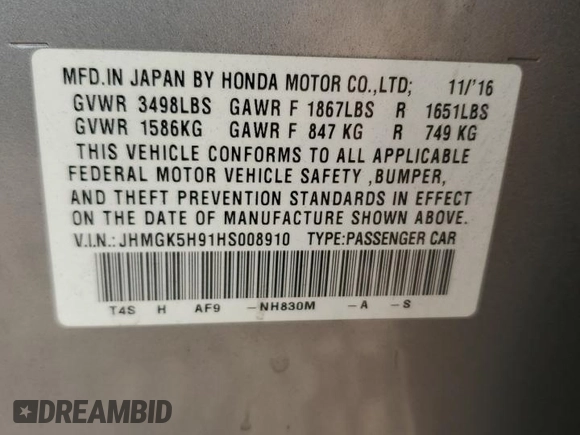 MFD.IN JAPAN BY HONDA MOTOR CO.,LTD; 11/'16
GVWR 3498LBS GAWR F 1867LBS R 1651LBS
GVWR 1586KG GAWR F 847 KG R 749 KG
THIS VEHICLE CONFORMS TO ALL APPLICABLE
FEDERAL MOTOR VEHICLE SAFETY ,BUMPER,
AND THEFT PREVENTION STANDARDS IN EFFECT
ON THE DATE OF MANUFACTURE SHOWN ABOVE.
V.I.N.: JHMGK5H91HS008910 TYPE:PASSENGER CAR
T4S H AF9 -NH830M -A -S
DREAMBID